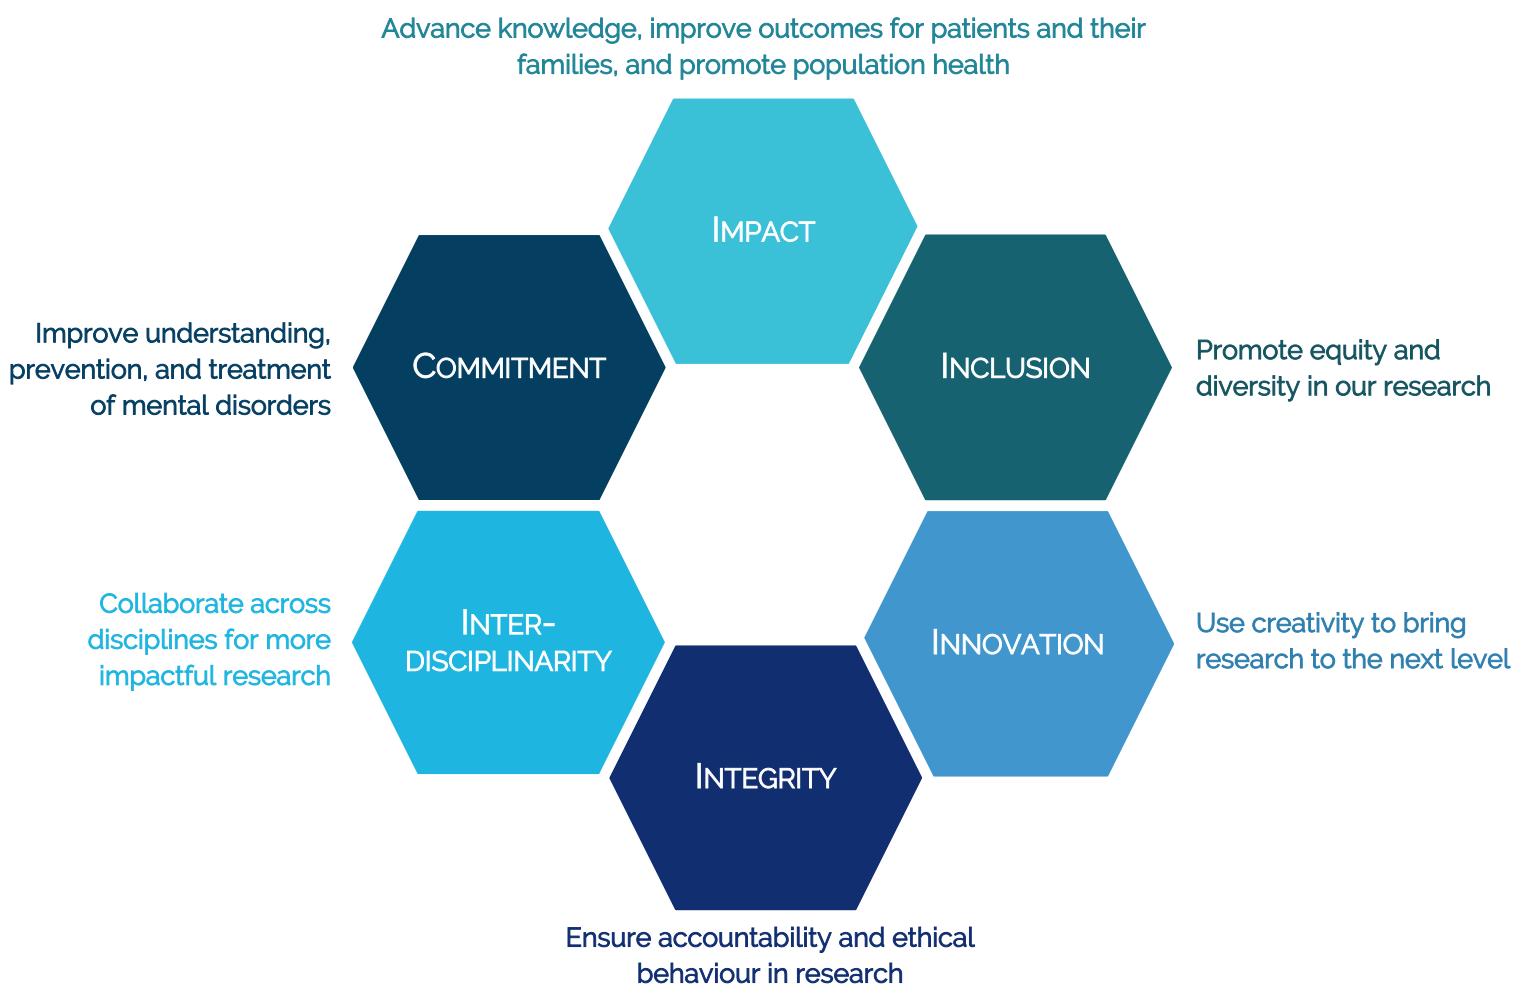 Advance knowledge, improve outcomes for patients and their
families, and promote population health
IMPACT
COMMITMENT
Improve understanding,
prevention, and treatment
of mental disorders
INCLUSION
Promote equity and
diversity in our research
INTER-
DISCIPLINARITY
Collaborate across
disciplines for more
impactful research
INNOVATION
Use creativity to bring
research to the next level
INTEGRITY
Ensure accountability and ethical
behaviour in research